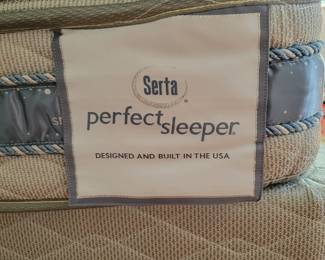 Serta
perfect sleeper
DESIGNED AND BUILT IN THE USA